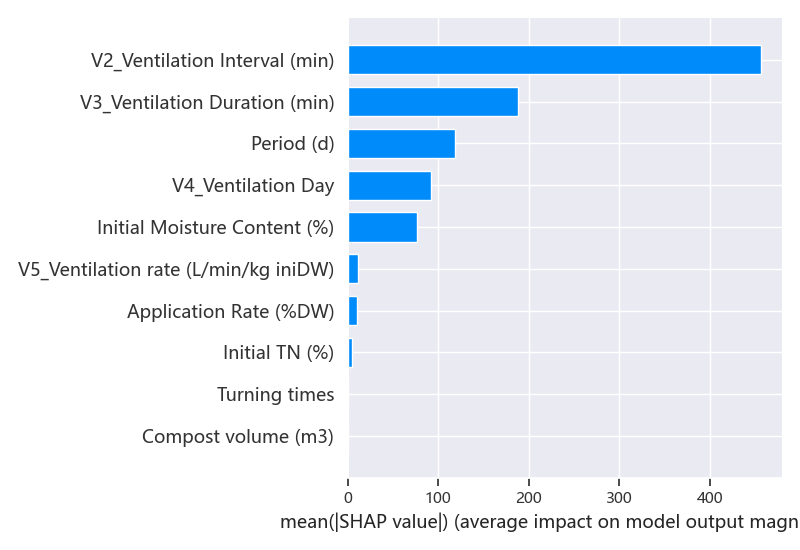 V2_Ventilation Interval (min)
V3_Ventilation Duration (min)
Period (d)
V4_Ventilation Day
Initial Moisture Content (%)
V5_Ventilation rate (L/min/kg iniDW)
Application Rate (%DW)
Initial TN (%)
Turning times
Compost volume (m3)
0 100 200 300 400
mean(|SHAP value|) (average impact on model output magn